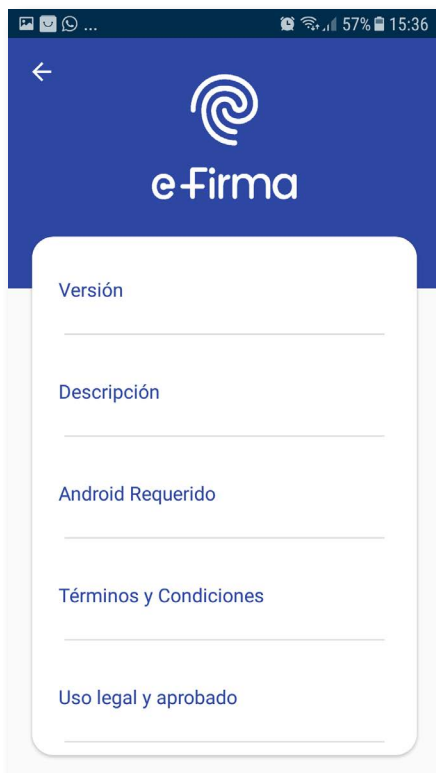 ... 57% 15:36
e-Firma
Versión
Descripción
Android Requerido
Términos y Condiciones
Uso legal y aprobado